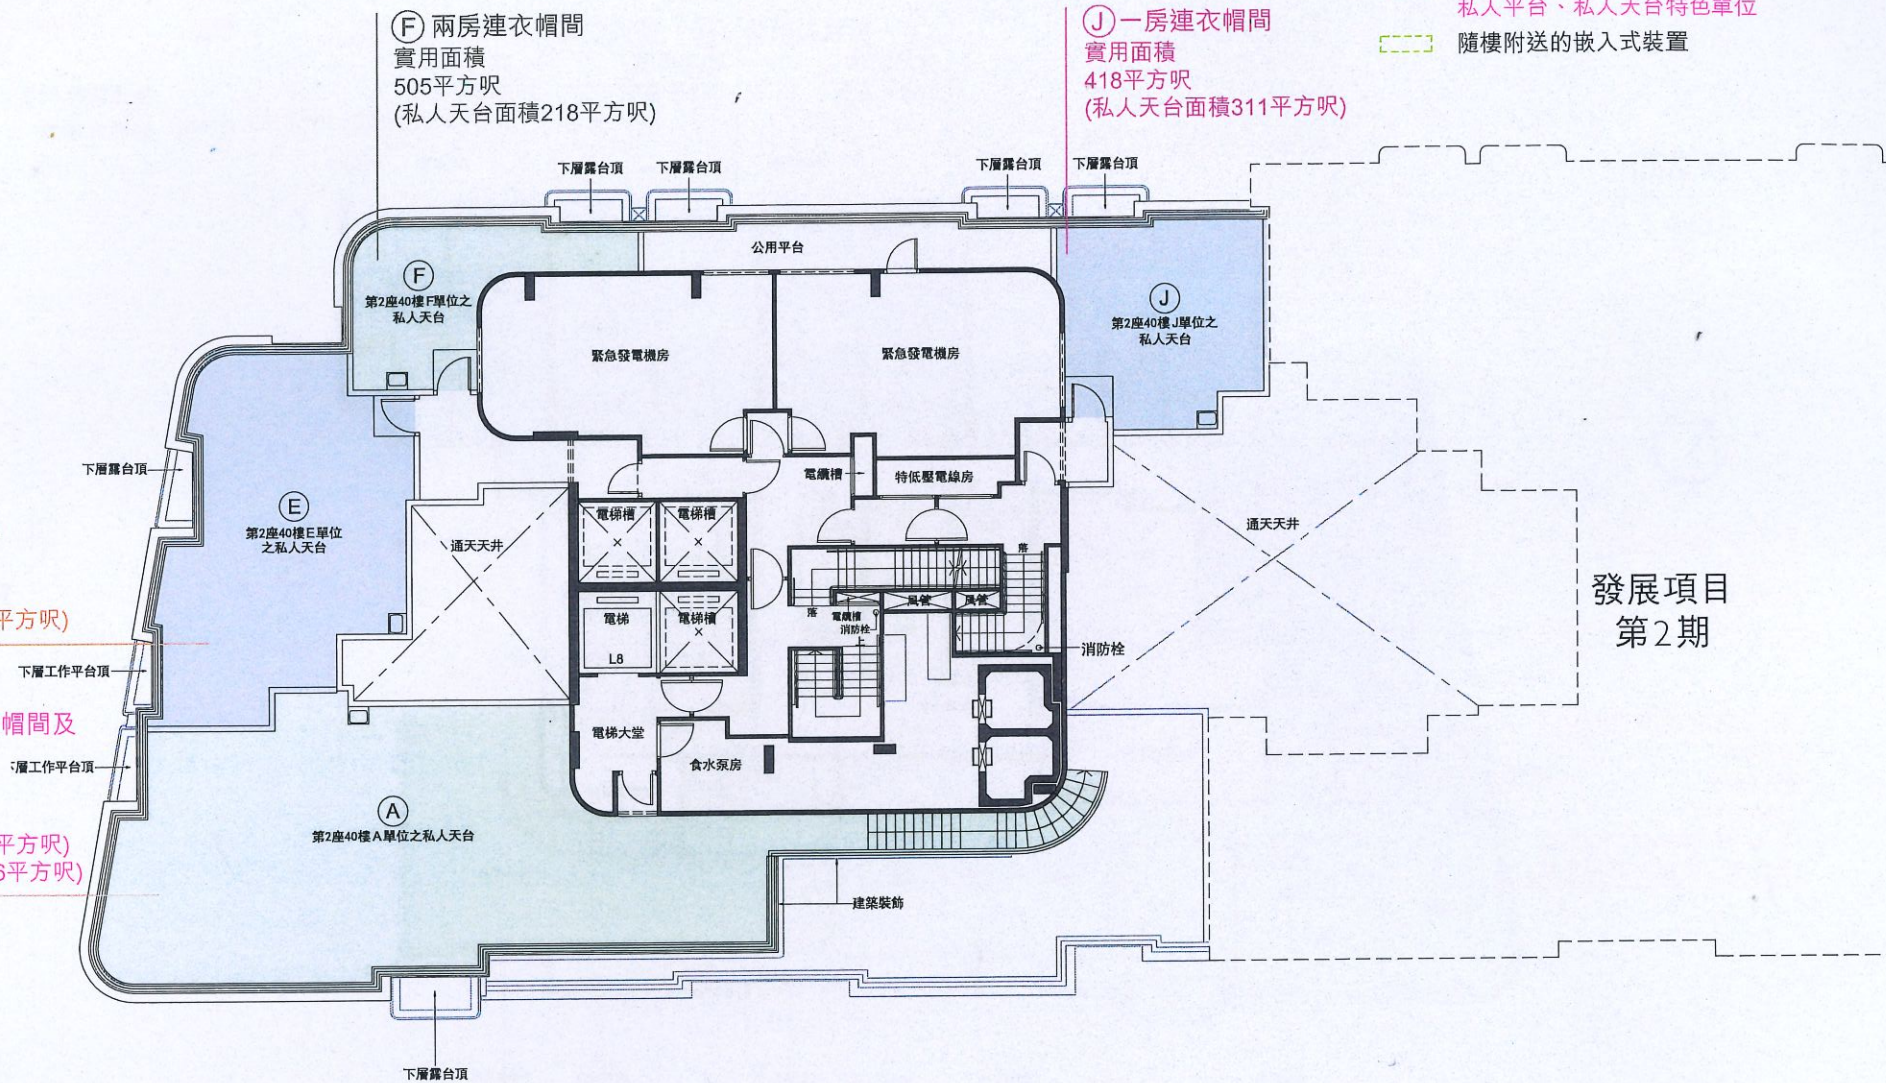 Ⓕ 兩房連衣帽間
實用面積
505平方呎
(私人天台面積218平方呎)
Ⓙ 一房連衣帽間
實用面積
418平方呎
(私人天台面積311平方呎)
私人平台、私人天台特色單位
隨樓附送的嵌入式裝置
下層露台頂
下層露台頂
下層露台頂
下層露台頂
公用平台
Ⓕ
第2座40樓F單位之
私人天台
緊急發電機房
緊急發電機房
Ⓙ
第2座40樓J單位之
私人天台
下層露台頂
電纜槽
特低壓電線房
Ⓔ
第2座40樓E單位
之私人天台
通天天井
電梯槽
電梯槽
落
通天天井
發展項目
第2期
平方呎)
電梯
L8
電梯槽
落
電纜槽
消防栓
上
風管
風管
消防栓
下層工作平台頂
帽間及
電梯大堂
下層工作平台頂
食水泵房
Ⓐ
第2座40樓A單位之私人天台
平方呎)
6平方呎)
建築裝飾
下層露台頂